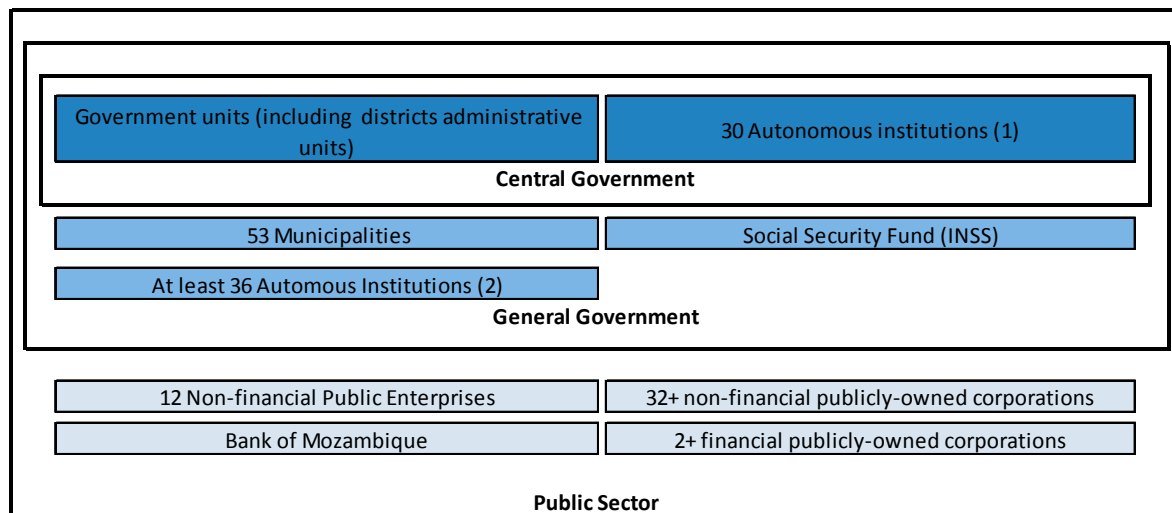 Government units (including districts administrative
units)
30 Autonomous institutions (1)
Central Government
53 Municipalities
Social Security Fund (INSS)
At least 36 Automous Institutions (2)
General Government
12 Non-financial Public Enterprises
32+ non-financial publicly-owned corporations
Bank of Mozambique
2+ financial publicly-owned corporations
Public Sector